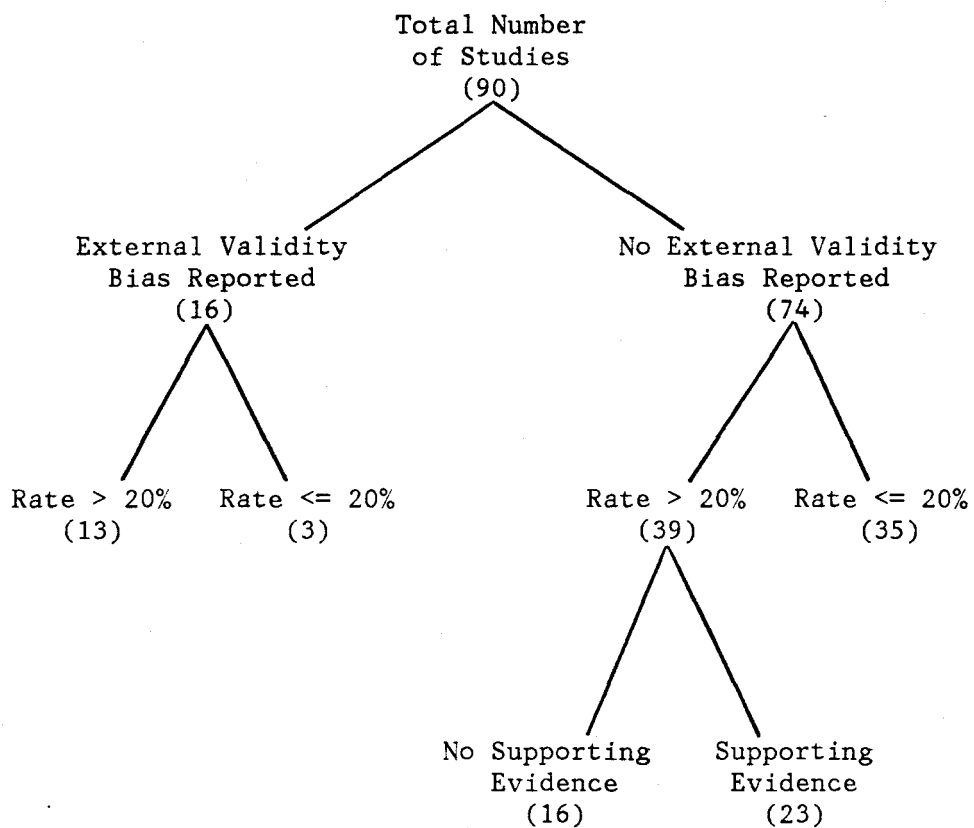 Total Number
of Studies
(90)
External Validity
Bias Reported
(16)
No External Validity
Bias Reported
(74)
Rate > 20%
(13)
Rate <= 20%
(3)
Rate > 20%
(39)
Rate <= 20%
(35)
No Supporting
Evidence
(16)
Supporting
Evidence
(23)